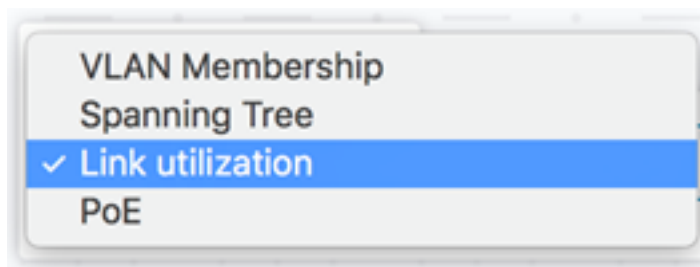 VLAN Membership
Spanning Tree
✓ Link utilization
PoE